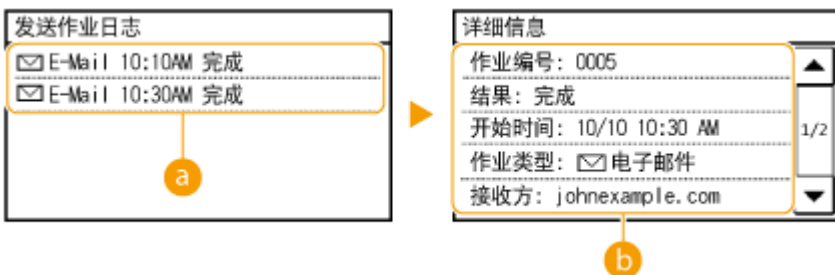 发送作业日志
E-Mail 10:10AM 完成
E-Mail 10:30AM 完成
a
详细信息
作业编号: 0005
结果: 完成
开始时间: 10/10 10:30 AM
1/2
作业类型: 电子邮件
接收方: johnexample.com
b